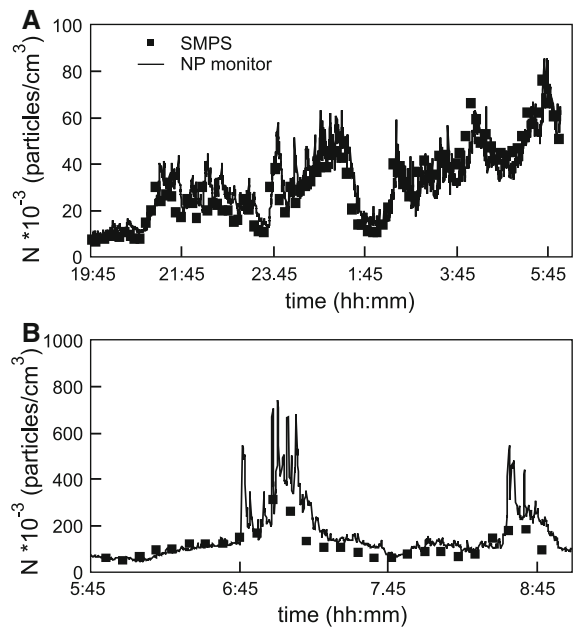 A
100
80
60
40
20
0
SMPS
NP monitor
N *10⁻³ (particles/cm³)
19:45 21:45 23.45 1:45 3:45 5:45
time (hh:mm)
B
1000
800
600
400
200
0
N *10⁻³ (particles/cm³)
5:45 6:45 7.45 8:45
time (hh:mm)